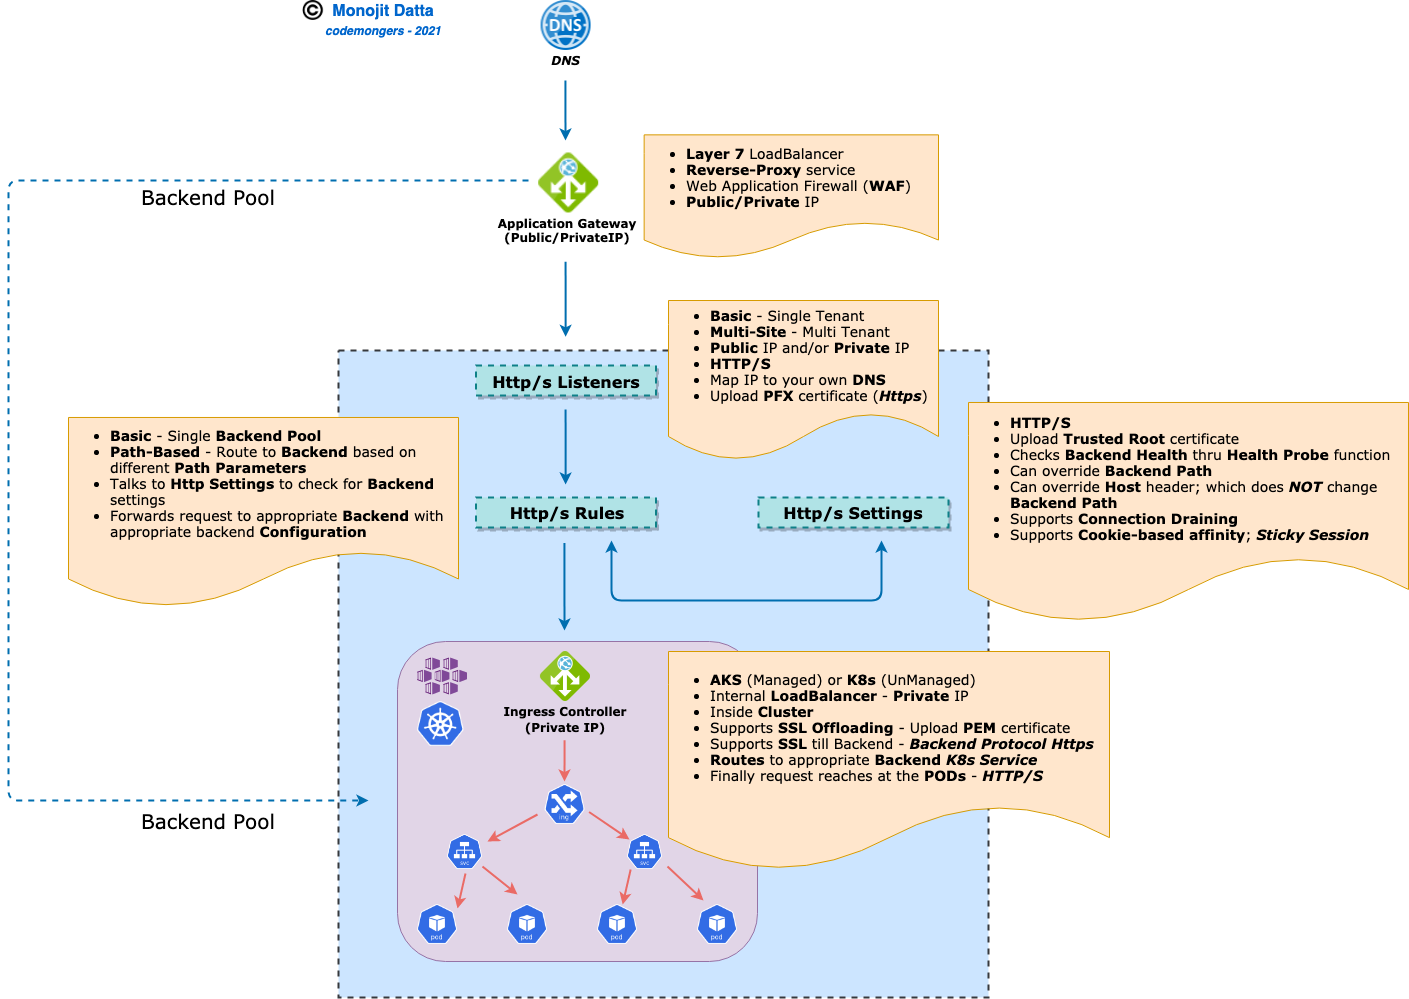 © Monojit Datta
codemongers - 2021
DNS
DNS
Backend Pool
Application Gateway
(Public/PrivateIP)
• Layer 7 LoadBalancer
• Reverse-Proxy service
• Web Application Firewall (WAF)
• Public/Private IP
• Basic - Single Tenant
• Multi-Site - Multi Tenant
• Public IP and/or Private IP
• HTTP/S
• Map IP to your own DNS
• Upload PFX certificate (Https)
Http/s Listeners
• Basic - Single Backend Pool
• Path-Based - Route to Backend based on
different Path Parameters
• Talks to Http Settings to check for Backend
settings
• Forwards request to appropriate Backend with
appropriate backend Configuration
Http/s Rules
Http/s Settings
• HTTP/S
• Upload Trusted Root certificate
• Checks Backend Health thru Health Probe function
• Can override Backend Path
• Can override Host header; which does NOT change
Backend Path
• Supports Connection Draining
• Supports Cookie-based affinity; Sticky Session
Ingress Controller
(Private IP)
• AKS (Managed) or K8s (UnManaged)
• Internal LoadBalancer - Private IP
• Inside Cluster
• Supports SSL Offloading - Upload PEM certificate
• Supports SSL till Backend - Backend Protocol Https
• Routes to appropriate Backend K8s Service
• Finally request reaches at the PODs - HTTP/S
Backend Pool
ing
svc
svc
pod
pod
pod
pod